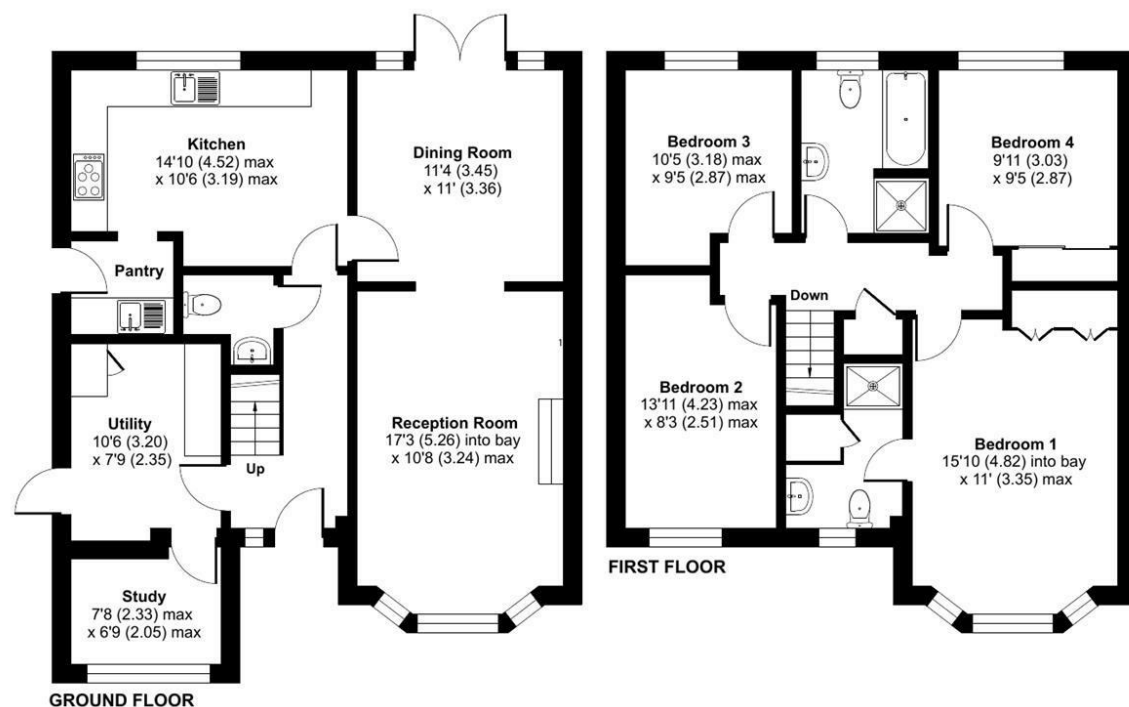 Kitchen
14'10 (4.52) max
x 10'6 (3.19) max
Dining Room
11'4 (3.45)
x 11' (3.36)
Pantry
Utility
10'6 (3.20)
x 7'9 (2.35)
Up
Reception Room
17'3 (5.26) into bay
x 10'8 (3.24) max
Study
7'8 (2.33) max
x 6'9 (2.05) max
GROUND FLOOR
Bedroom 3
10'5 (3.18) max
x 9'5 (2.87) max
Bedroom 4
9'11 (3.03)
x 9'5 (2.87)
Down
Bedroom 2
13'11 (4.23) max
x 8'3 (2.51) max
Bedroom 1
15'10 (4.82) into bay
x 11' (3.35) max
FIRST FLOOR